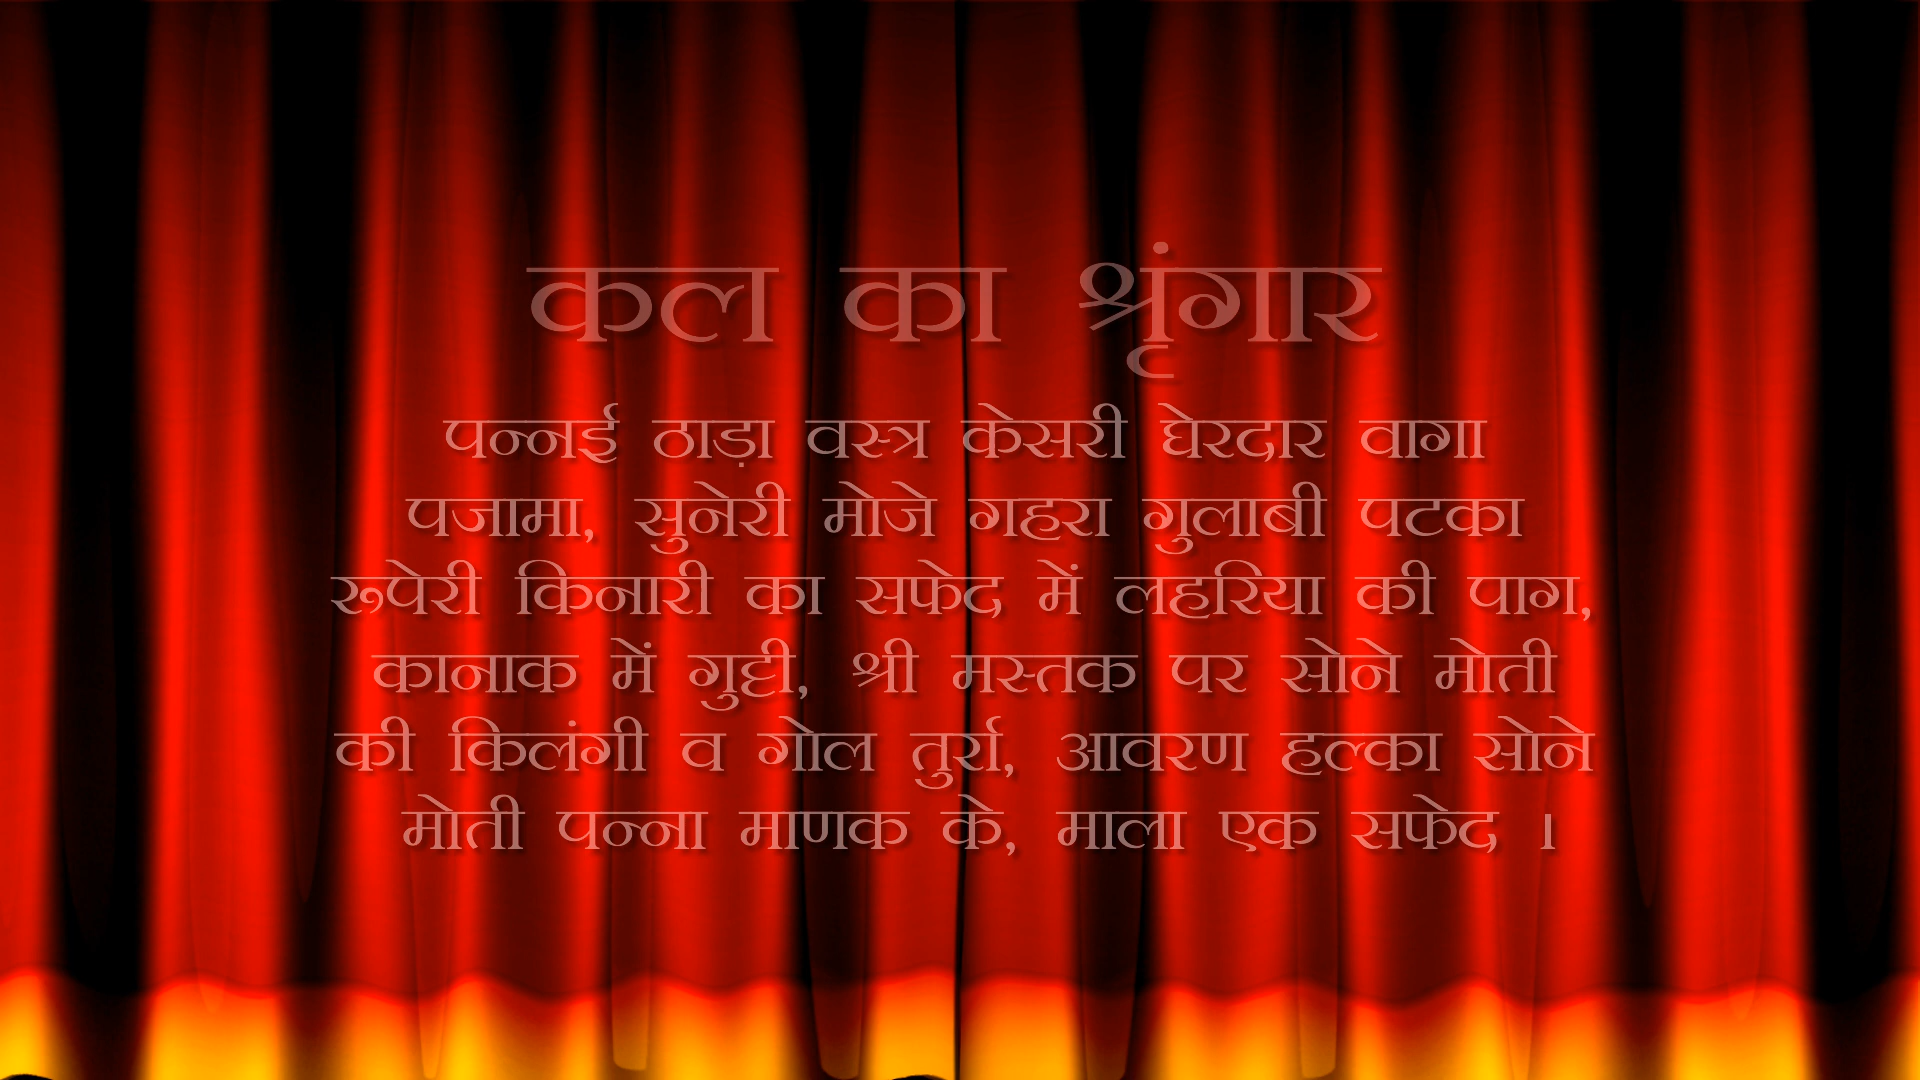 कल का श्रृंगार
पन्नई ठाड़ा वस्त्र केसरी घेरदार वागा
पजामा, सुनेरी मोजे गहरा गुलाबी पटका
रुपेरी किनारी का सफेद में लहरिया की पाग,
कानाक में गुद्दी, श्री मस्तक पर सोने मोती
की किलंगी व गोल तुर्रा, आवरण हल्का सोने
मोती पन्ना माणक के, माला एक सफेद ।